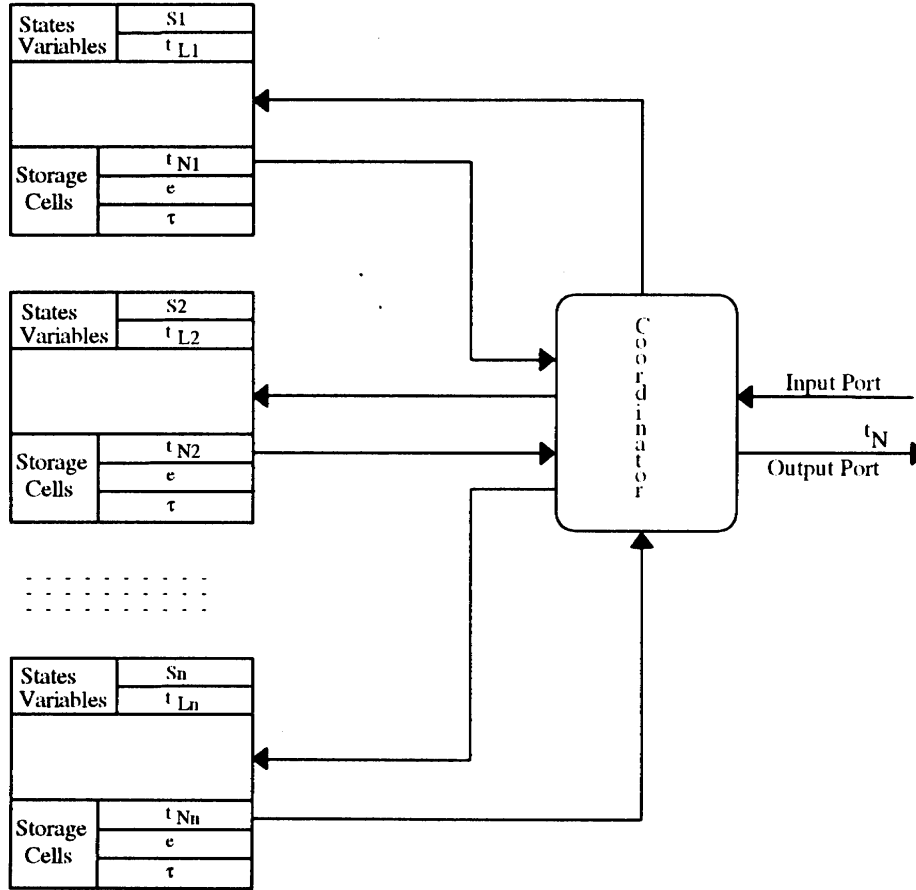 States
Variables
S1
t L1
Storage
Cells
t N1
e
τ
States
Variables
S2
t L2
Storage
Cells
t N2
e
τ
States
Variables
Sn
t Ln
Storage
Cells
t Nn
e
τ
Coordinator
Input Port
t N
Output Port